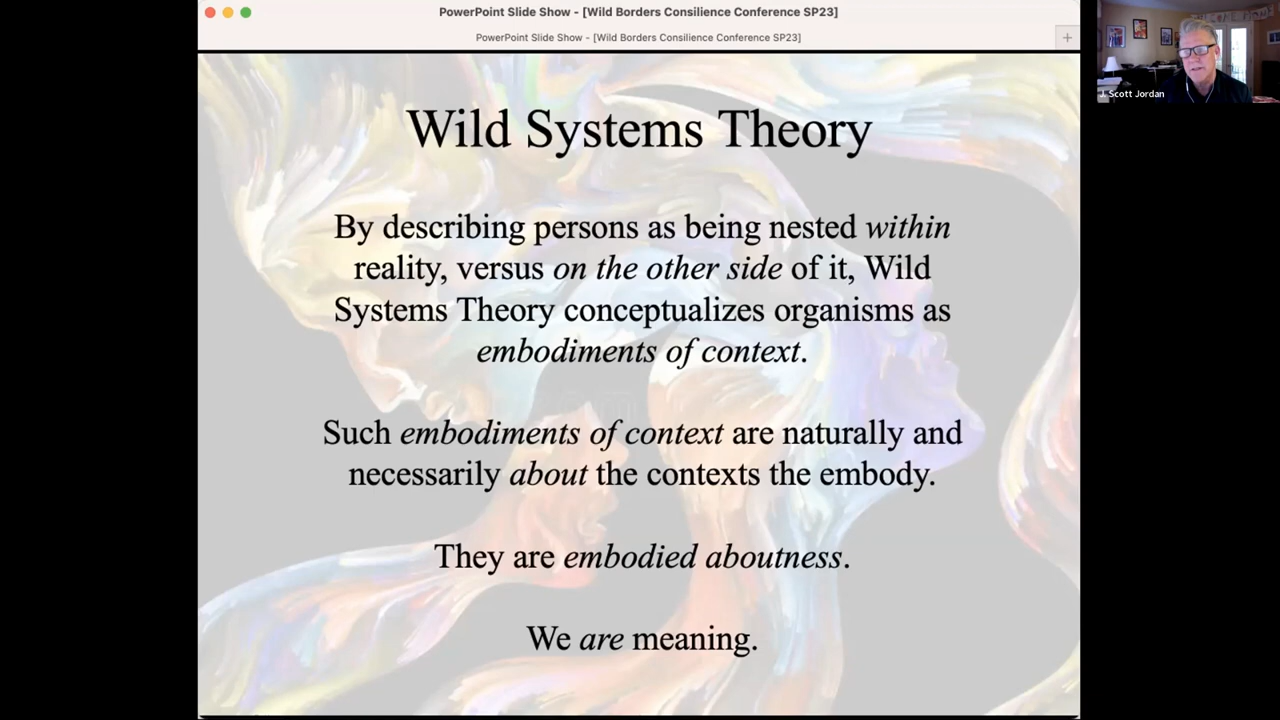 PowerPoint Slide Show - [Wild Borders Consilience Conference SP23]
PowerPoint Slide Show - [Wild Borders Consilience Conference SP23]
+
J. Scott Jordan
Wild Systems Theory
By describing persons as being nested within
reality, versus on the other side of it, Wild
Systems Theory conceptualizes organisms as
embodiments of context.
Such embodiments of context are naturally and
necessarily about the contexts the embody.
They are embodied aboutness.
We are meaning.